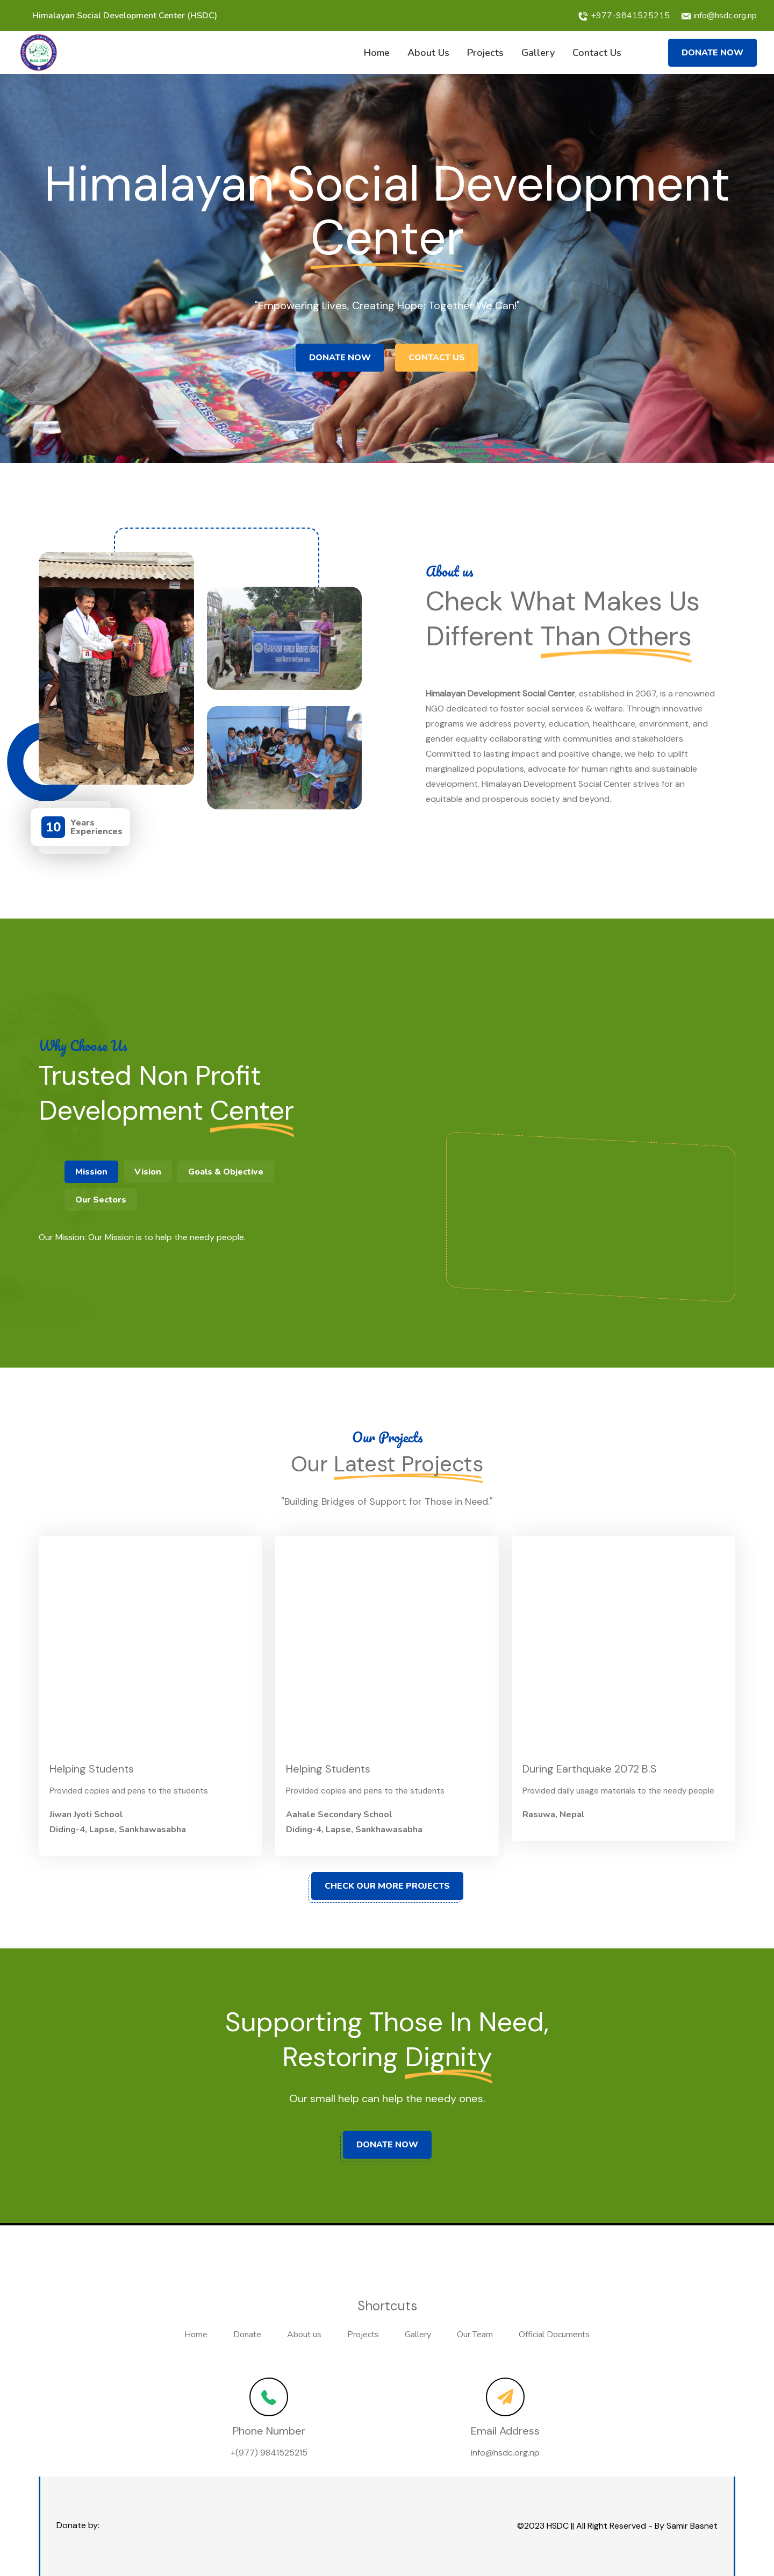 Himalayan Social Development Center (HSDC)
+977-9841525215
info@hsdc.org.np
Home
About Us
Projects
Gallery
Contact Us
DONATE NOW
Himalayan Social Development
Center
"Empowering Lives, Creating Hope: Together We Can!"
DONATE NOW
CONTACT US
Exercise Book
UNIVERS
About us
Check What Makes Us
Different Than Others
Himalayan Development Social Center, established in 2067, is a renowned
NGO dedicated to foster social services & welfare. Through innovative
programs we address poverty, education, healthcare, environment, and
gender equality collaborating with communities and stakeholders.
Committed to lasting impact and positive change, we help to uplift
marginalized populations, advocate for human rights and sustainable
development. Himalayan Development Social Center strives for an
equitable and prosperous society and beyond.
10
Years
Experiences
Why Choose Us
Trusted Non Profit
Development Center
Mission
Vision
Goals & Objective
Our Sectors
Our Mission: Our Mission is to help the needy people.
Our Projects
Our Latest Projects
"Building Bridges of Support for Those in Need."
Helping Students
Provided copies and pens to the students
Jiwan Jyoti School
Diding-4, Lapse, Sankhawasabha
Helping Students
Provided copies and pens to the students
Aahale Secondary School
Diding-4, Lapse, Sankhawasabha
During Earthquake 2072 B.S
Provided daily usage materials to the needy people
Rasuwa, Nepal
CHECK OUR MORE PROJECTS
Supporting Those In Need,
Restoring Dignity
Our small help can help the needy ones.
DONATE NOW
Shortcuts
Home
Donate
About us
Projects
Gallery
Our Team
Official Documents
Phone Number
+(977) 9841525215
Email Address
info@hsdc.org.np
Donate by:
©2023 HSDC || All Right Reserved - By Samir Basnet